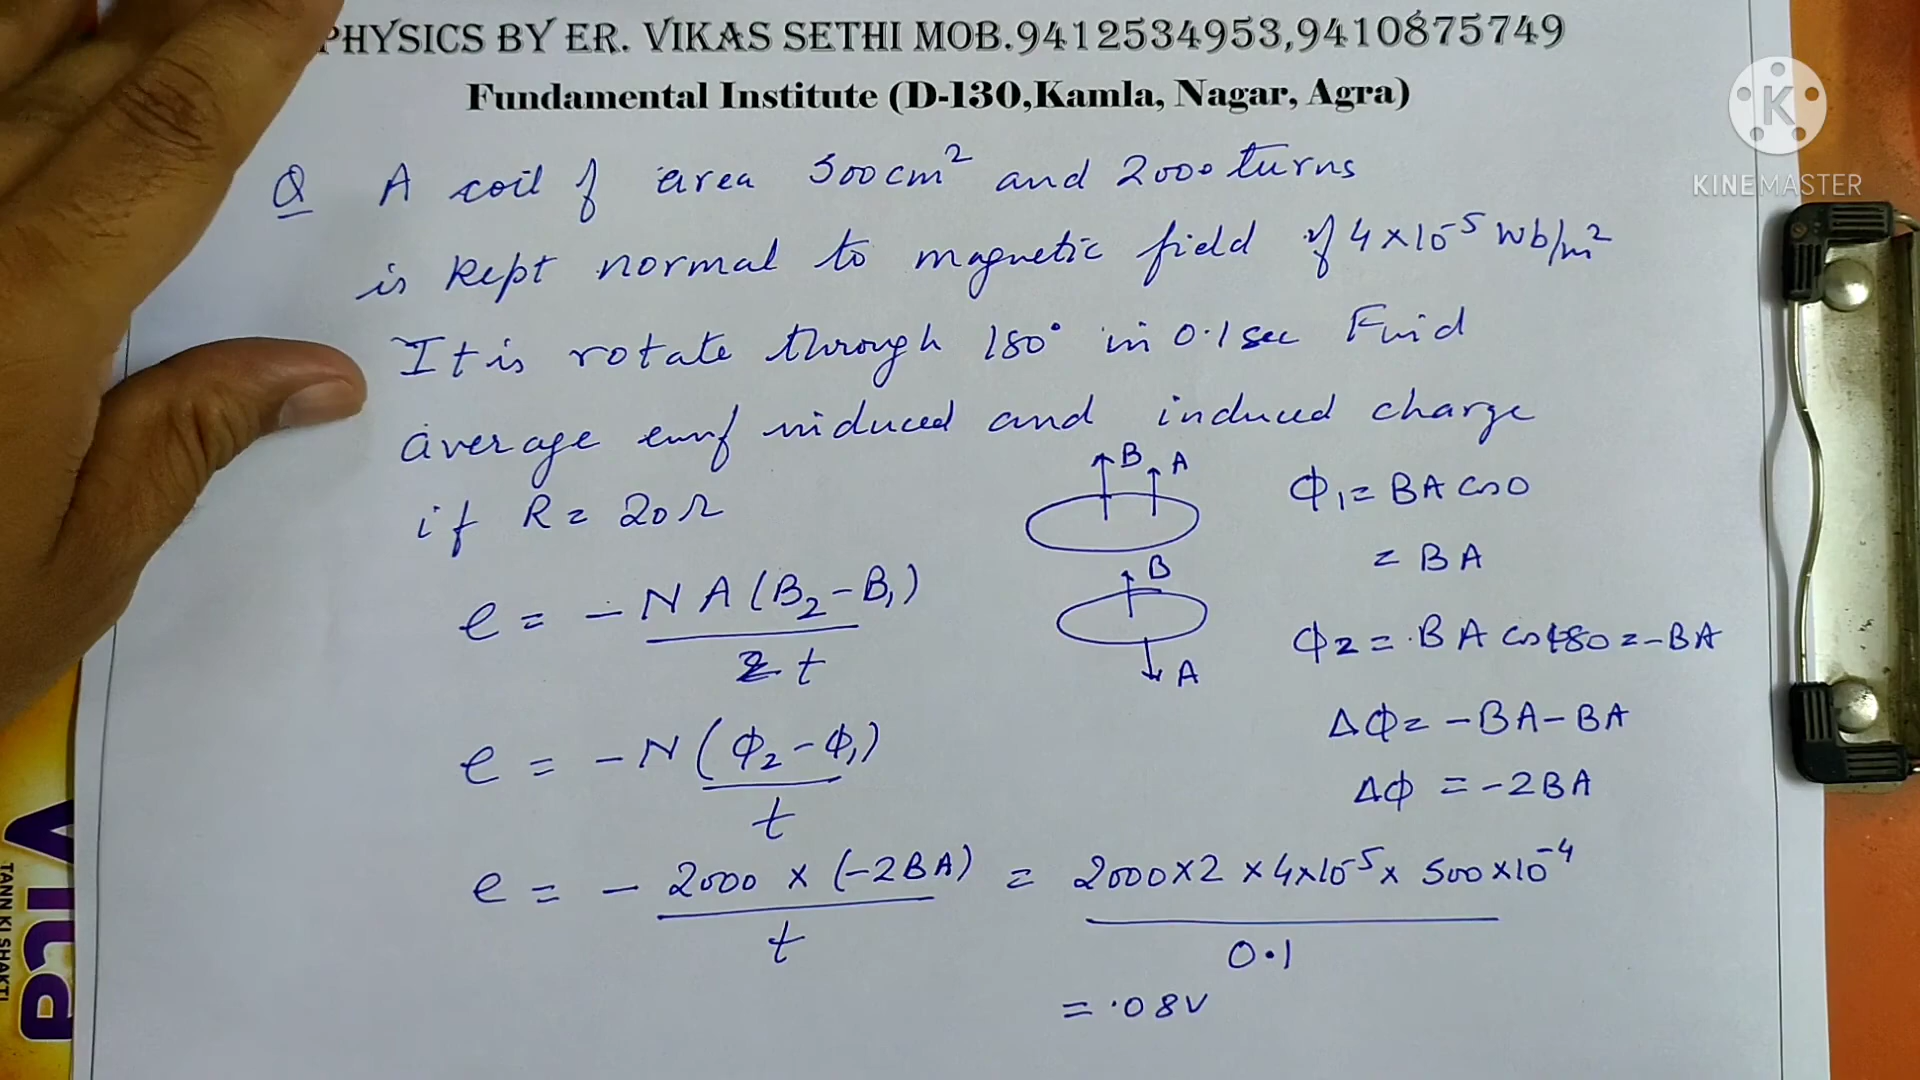 PHYSICS BY ER. VIKAS SETHI MOB.9412534953,9410875749
Fundamental Institute (D-130,Kamla, Nagar, Agra)
K
KINEMASTER
Q A coil of area 500cm² and 2000 turns
is kept normal to magnetic field of 4×10⁻⁵ Wb/m²
It is rotate through 180° in 0.1 sec Find
average emf induced and induced charge
if R = 20 Ω
B A
B
A
Φ₁ = BA cos0
= BA
Φ2 = BA cos180 = -BA
ΔΦ = -BA-BA
ΔΦ = -2BA
e = -NA(B₂-B₁)
t
e = -N(Φ₂-Φ₁)
t
e = - 2000 × (-2BA) = 2000×2×4×10⁻⁵× 500×10⁻⁴
t 0.1
= .08V
Vita
TANN KI SHAKTI